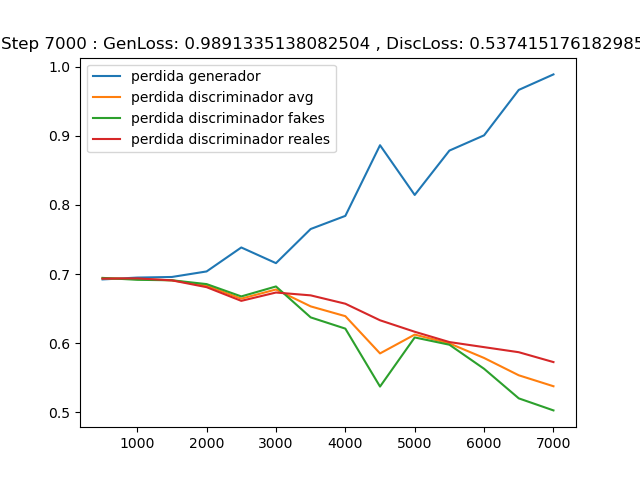 Step 7000 : GenLoss: 0.9891335138082504 , DiscLoss: 0.537415176182985
perdida generador
perdida discriminador avg
perdida discriminador fakes
perdida discriminador reales
1.0
0.9
0.8
0.7
0.6
0.5
1000 2000 3000 4000 5000 6000 7000